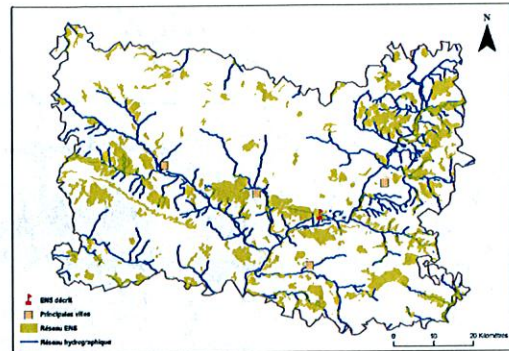 N
ENS décrit
Principales villes
Réseau ENS
Réseau hydrographique
0 10 20 Kilomètres